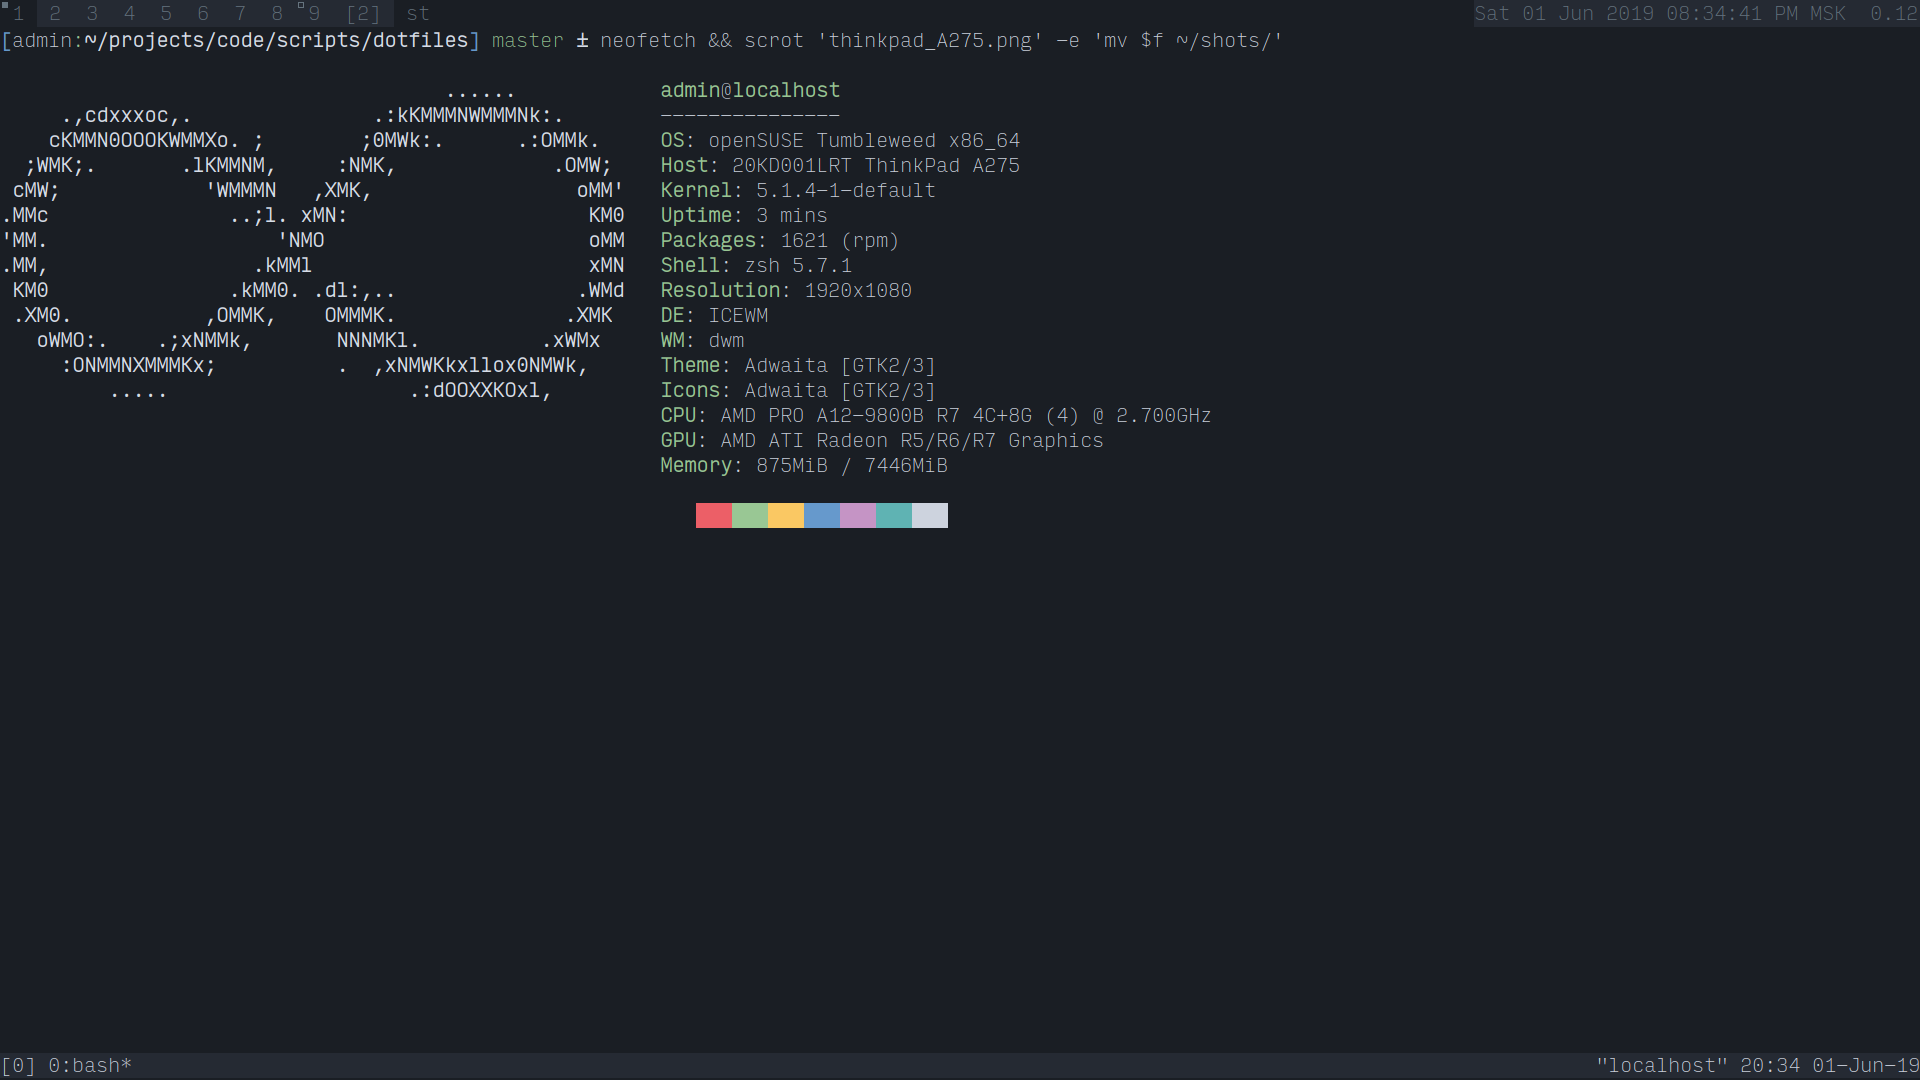 1 2 3 4 5 6 7 8 9 [2] st Sat 01 Jun 2019 08:34:41 PM MSK 0.12
[admin:~/projects/code/scripts/dotfiles] master ± neofetch && scrot 'thinkpad_A275.png' -e 'mv $f ~/shots/'
...... admin@localhost
.,cdxxxoc,. .:kKMMMNWMMMNk:. ---------------
cKMMN0OOOKWMMXo. ; ;0MWk:. .:OMMk. OS: openSUSE Tumbleweed x86_64
;WMK;. .lKMMNM, :NMK, .OMW; Host: 20KD001LRT ThinkPad A275
cMW; 'WMMMN ,XMK, oMM' Kernel: 5.1.4-1-default
.MMc ..;l. xMN: KM0 Uptime: 3 mins
'MM. 'NMO oMM Packages: 1621 (rpm)
.MM, .kMMl xMN Shell: zsh 5.7.1
KM0 .kMM0. .dl:,.. .WMd Resolution: 1920x1080
.XM0. ,OMMK, OMMMK. .XMK DE: ICEWM
oWMO:. .;xNMMk, NNNMKl. .xWMx WM: dwm
:ONMMNXMMMKx; . ,xNMWKkxllox0NMWk, Theme: Adwaita [GTK2/3]
..... .:dOOXXKOxl, Icons: Adwaita [GTK2/3]
CPU: AMD PRO A12-9800B R7 4C+8G (4) @ 2.700GHz
GPU: AMD ATI Radeon R5/R6/R7 Graphics
Memory: 875MiB / 7446MiB
[0] 0:bash* "localhost" 20:34 01-Jun-19